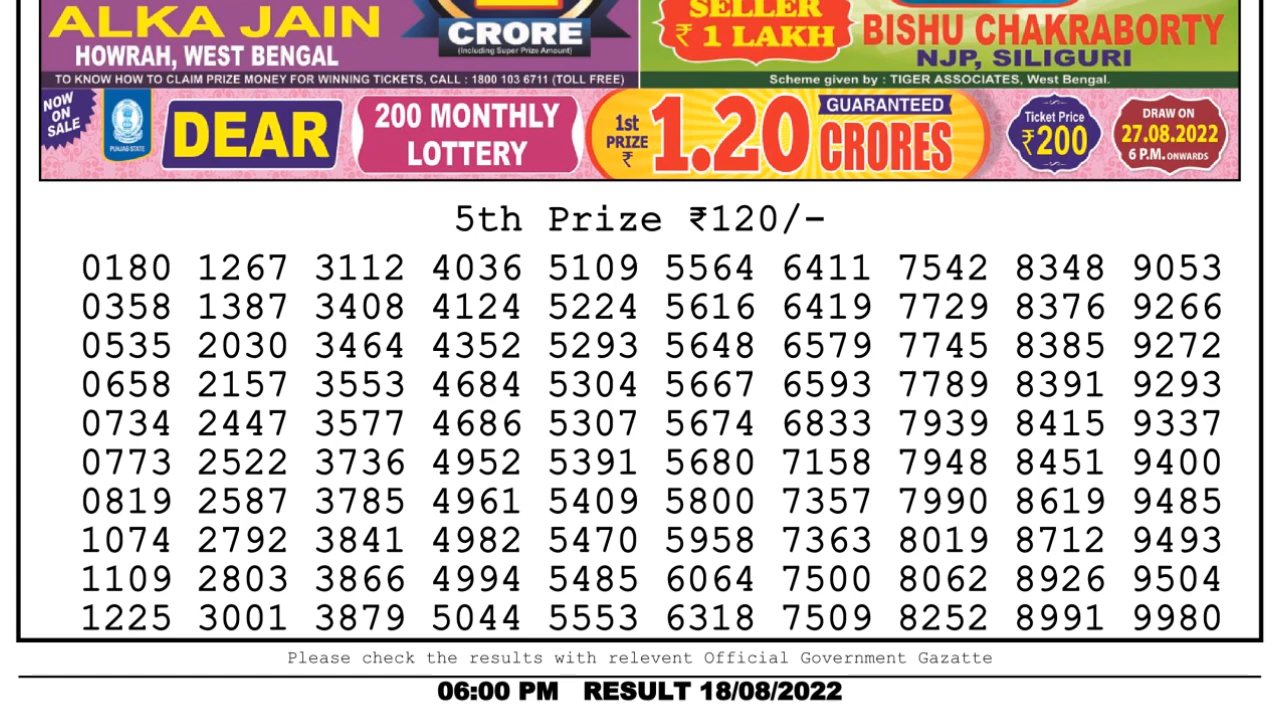 ALKA JAIN
HOWRAH, WEST BENGAL
CRORE
(Including Super Prize Amount)
SELLER
₹ 1 LAKH
BISHU CHAKRABORTY
NJP, SILIGURI
TO KNOW HOW TO CLAIM PRIZE MONEY FOR WINNING TICKETS, CALL : 1800 103 6711 (TOLL FREE)
Scheme given by : TIGER ASSOCIATES, West Bengal.
NOW
ON
SALE
PUNJAB STATE
DEAR
200 MONTHLY
LOTTERY
1st
PRIZE
₹
1.20
GUARANTEED
CRORES
Ticket Price
₹200
DRAW ON
27.08.2022
6 P.M. ONWARDS
5th Prize ₹120/-
0180 1267 3112 4036 5109 5564 6411 7542 8348 9053
0358 1387 3408 4124 5224 5616 6419 7729 8376 9266
0535 2030 3464 4352 5293 5648 6579 7745 8385 9272
0658 2157 3553 4684 5304 5667 6593 7789 8391 9293
0734 2447 3577 4686 5307 5674 6833 7939 8415 9337
0773 2522 3736 4952 5391 5680 7158 7948 8451 9400
0819 2587 3785 4961 5409 5800 7357 7990 8619 9485
1074 2792 3841 4982 5470 5958 7363 8019 8712 9493
1109 2803 3866 4994 5485 6064 7500 8062 8926 9504
1225 3001 3879 5044 5553 6318 7509 8252 8991 9980
Please check the results with relevent Official Government Gazatte
06:00 PM RESULT 18/08/2022